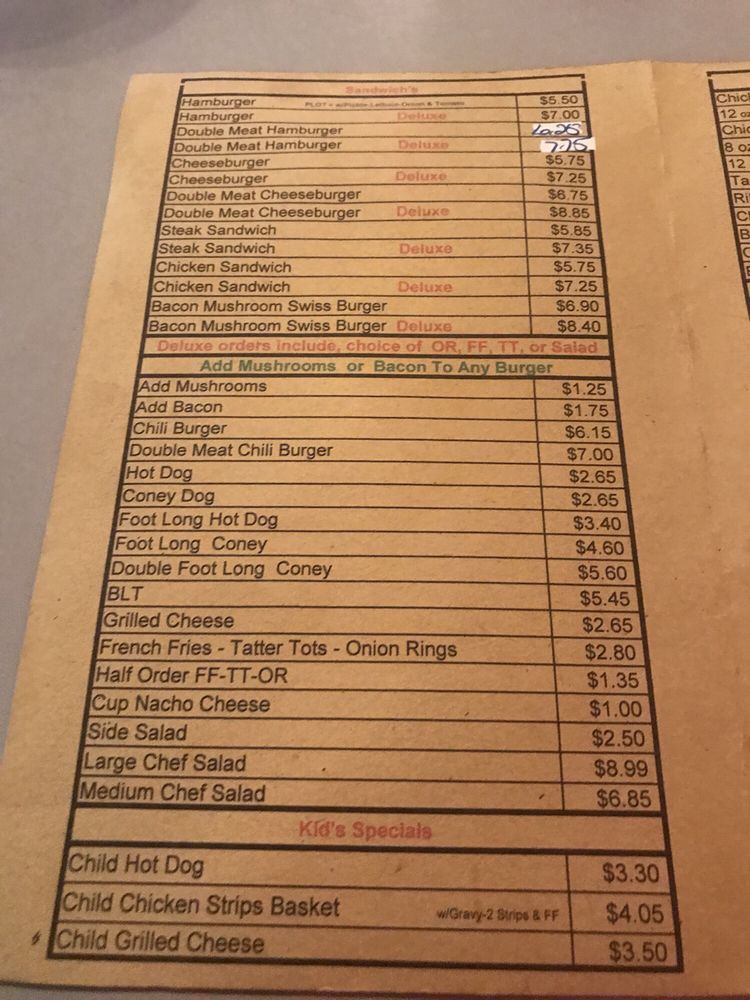 Sandwich's
Hamburger PLOT = w/Pickle-Lettuce-Onion & Tomato $5.50
Hamburger Deluxe $7.00
Double Meat Hamburger 6.25
Double Meat Hamburger Deluxe 7.75
Cheeseburger $5.75
Cheeseburger Deluxe $7.25
Double Meat Cheeseburger $6.75
Double Meat Cheeseburger Deluxe $8.85
Steak Sandwich $5.85
Steak Sandwich Deluxe $7.35
Chicken Sandwich $5.75
Chicken Sandwich Deluxe $7.25
Bacon Mushroom Swiss Burger $6.90
Bacon Mushroom Swiss Burger Deluxe $8.40
Deluxe orders include, choice of OR, FF, TT, or Salad
Add Mushrooms or Bacon To Any Burger
Add Mushrooms $1.25
Add Bacon $1.75
Chili Burger $6.15
Double Meat Chili Burger $7.00
Hot Dog $2.65
Coney Dog $2.65
Foot Long Hot Dog $3.40
Foot Long Coney $4.60
Double Foot Long Coney $5.60
BLT $5.45
Grilled Cheese $2.65
French Fries - Tatter Tots - Onion Rings $2.80
Half Order FF-TT-OR $1.35
Cup Nacho Cheese $1.00
Side Salad $2.50
Large Chef Salad $8.99
Medium Chef Salad $6.85
Kid's Specials
Child Hot Dog $3.30
Child Chicken Strips Basket w/Gravy-2 Strips & FF $4.05
Child Grilled Cheese $3.50
12
8
12